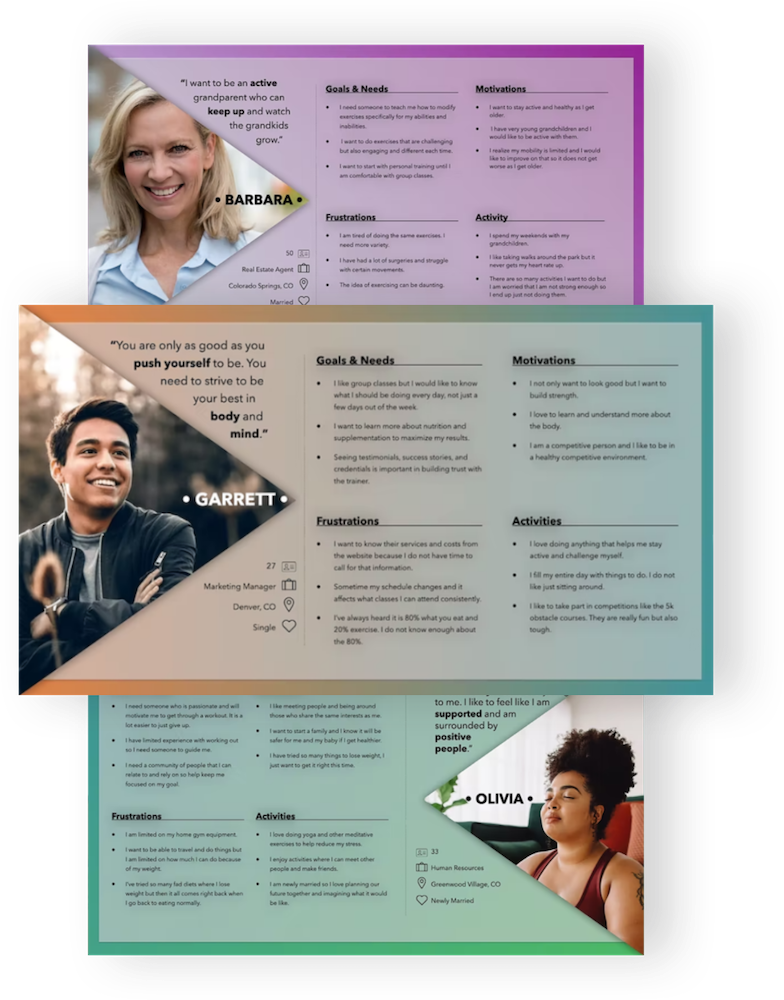 “I want to be an active
grandparent who can
keep up and watch
the grandkids
grow.”
• BARBARA •
50
Real Estate Agent
Colorado Springs, CO
Married
Goals & Needs
• I need someone to teach me how to modify
exercises specifically for my abilities and
inabilities.
• I want to do exercises that are challenging
but also engaging and different each time.
• I want to start with personal training until I
am comfortable with group classes.
Motivations
• I want to stay active and healthy as I get
older.
• I have very young grandchildren and I
would like to be active with them.
• I realize my mobility is limited and I would
like to improve on that so it does not get
worse as I get older.
Frustrations
• I am tired of doing the same exercises. I
need more variety.
• I have had a lot of surgeries and struggle
with certain movements.
• The idea of exercising can be daunting.
Activity
• I spend my weekends with my
grandchildren.
• I like taking walks around the park but it
never gets my heart rate up.
• There are so many activities I want to do but
I am worried that I am not strong enough so
I end up just not doing them.
“You are only as good as you
push yourself to be. You
need to strive to be
your best in
body and
mind.”
• GARRETT •
27
Marketing Manager
Denver, CO
Single
Goals & Needs
• I like group classes but I would like to know
what I should be doing every day, not just a
few days out of the week.
• I want to learn more about nutrition and
supplementation to maximize my results.
• Seeing testimonials, success stories, and
credentials is important in building trust with
the trainer.
Motivations
• I not only want to look good but I want to
build strength.
• I love to learn and understand more about
the body.
• I am a competitive person and I like to be in
a healthy competitive environment.
Frustrations
• I want to know their services and costs from
the website because I do not have time to
call for that information.
• Sometime my schedule changes and it
affects what classes I can attend consistently.
• I’ve always heard it is 80% what you eat and
20% exercise. I do not know enough about
the 80%.
Activities
• I love doing anything that helps me stay
active and challenge myself.
• I fill my entire day with things to do. I do not
like just sitting around.
• I like to take part in competitions like the 5k
obstacle courses. They are really fun but also
tough.
• I need someone who is passionate and will
motivate me to get through a workout. It is a
lot easier to just give up.
• I have limited experience with working out
so I need someone to guide me.
• I need a community of people that I can
relate to and rely on so help keep me
focused on my goal.
• I like meeting people and being around
those who share the same interests as me.
• I want to start a family and I know it will be
safer for me and my baby if I get healthier.
• I have tried so many things to lose weight, I
just want to get it right this time.
Frustrations
• I am limited on my home gym equipment.
• I want to be able to travel and do things but
I am limited on how much I can do because
of my weight.
• I’ve tried so many fad diets where I lose
weight but then it all comes right back when
I go back to eating normally.
Activities
• I love doing yoga and other meditative
exercises to help reduce my stress.
• I enjoy activities where I can meet other
people and make friends.
• I am newly married so I love planning our
future together and imagining what it would
be like.
to me. I like to feel like I am
supported and am
surrounded by
positive
people.”
• OLIVIA •
33
Human Resources
Greenwood Village, CO
Newly Married